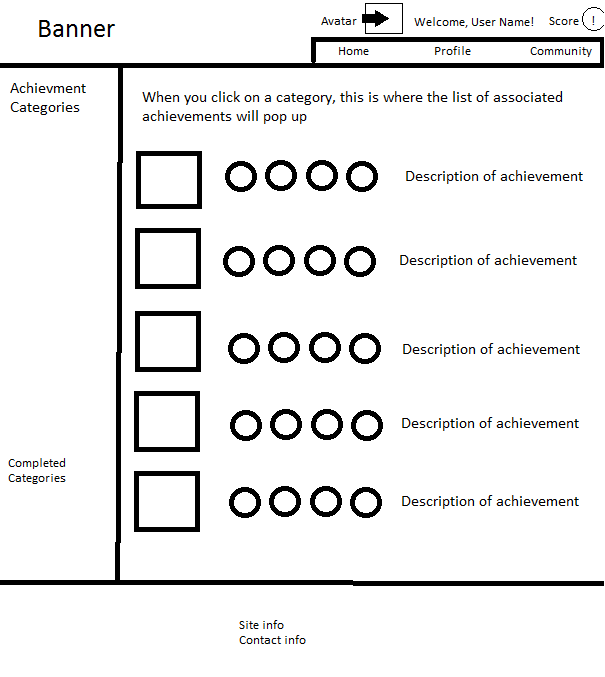 Banner
Avatar
Welcome, User Name!
Score
!
Home
Profile
Community
Achievment
Categories
When you click on a category, this is where the list of associated
achievements will pop up
Description of achievement
Description of achievement
Description of achievement
Description of achievement
Description of achievement
Completed
Categories
Site info
Contact info